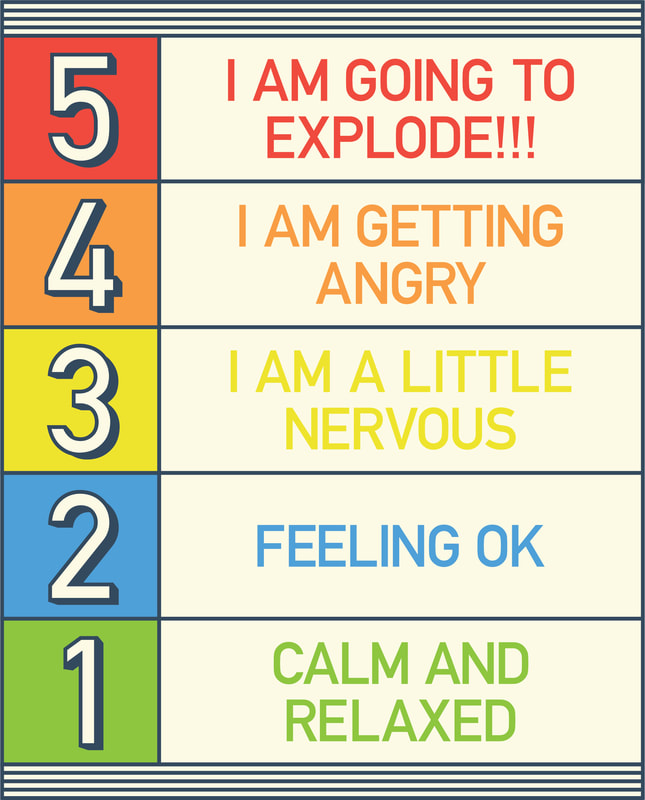 5
I AM GOING TO
EXPLODE!!!
4
I AM GETTING
ANGRY
3
I AM A LITTLE
NERVOUS
2
FEELING OK
1
CALM AND
RELAXED